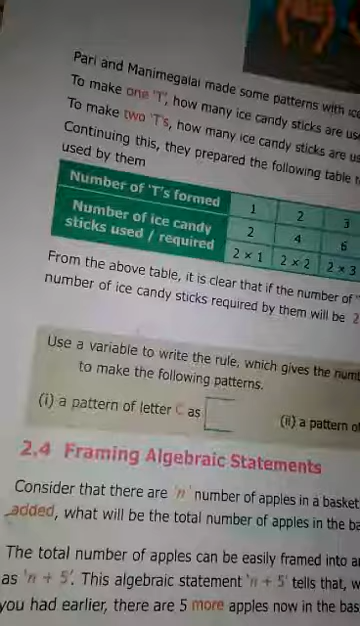 Pari and Manimegalai made some patterns with ice
To make one 'T', how many ice candy sticks are us
To make two 'T's, how many ice candy sticks are us
Continuing this, they prepared the following table
used by them
Number of 'T's formed 1 2 3
Number of ice candy sticks used / required 2 4 6
2 × 1 2 × 2 2 × 3
From the above table, it is clear that if the number of
number of ice candy sticks required by them will be 2
Use a variable to write the rule, which gives the num
to make the following patterns.
(i) a pattern of letter C as (ii) a pattern of
2.4 Framing Algebraic Statements
Consider that there are 'n' number of apples in a basket
added, what will be the total number of apples in the ba
The total number of apples can be easily framed into a
as 'n + 5'. This algebraic statement 'n + 5' tells that, w
you had earlier, there are 5 more apples now in the bas